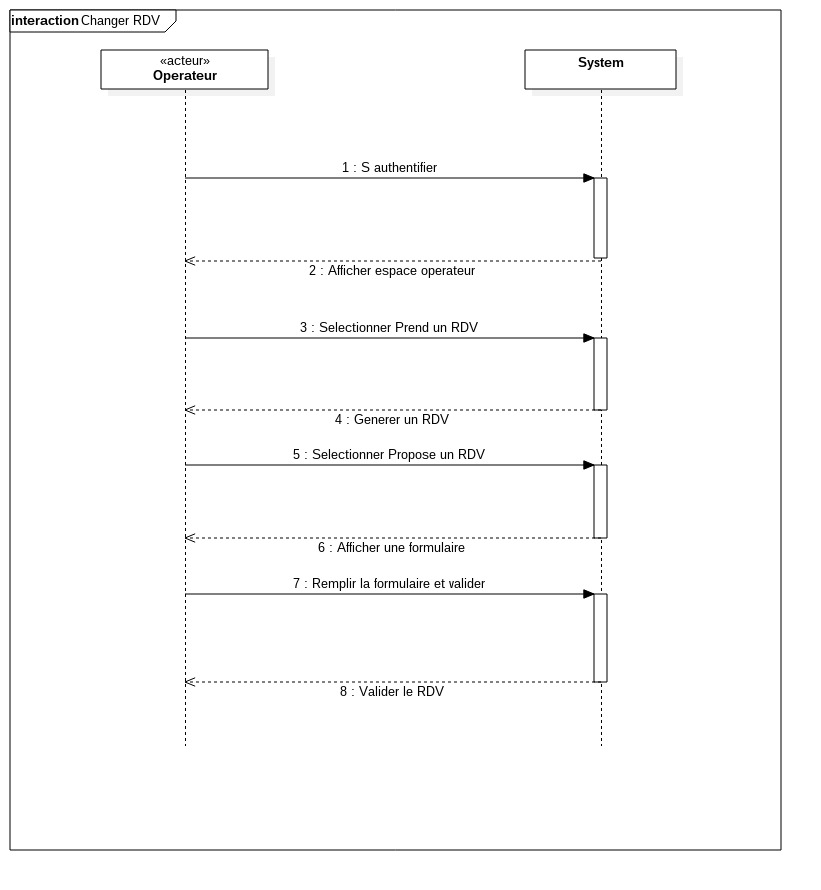 interaction Changer RDV
«acteur»
Operateur
System
1 : S authentifier
2 : Afficher espace operateur
3 : Selectionner Prend un RDV
4 : Generer un RDV
5 : Selectionner Propose un RDV
6 : Afficher une formulaire
7 : Remplir la formulaire et valider
8 : Valider le RDV